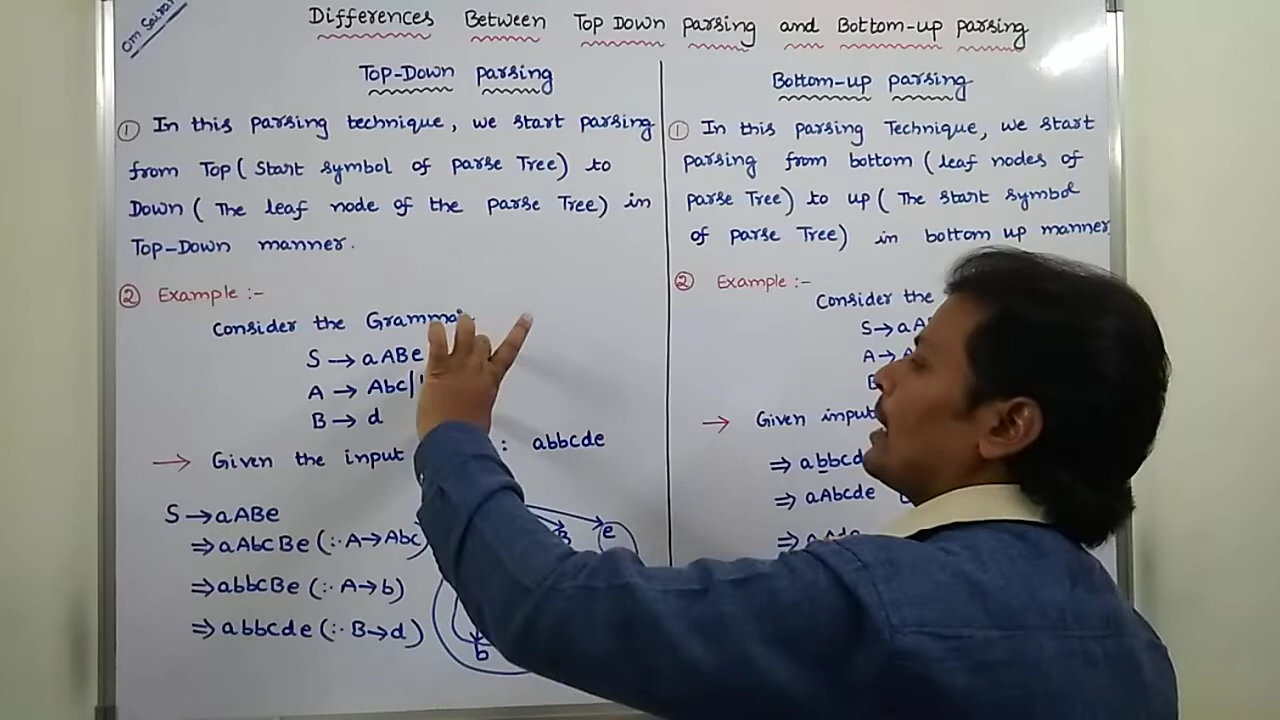 Om Sairam
Differences Between Top Down parsing and Bottom-up parsing
Top-Down parsing
① In this parsing technique, we start parsing
from Top (start symbol of parse Tree) to
Down (The leaf node of the parse Tree) in
Top-Down manner.
② Example :-
Consider the Grammar
S → aABe
A → Abc|
B → d
→ Given the input : abbcde
S → aABe
⇒ aAbcBe (∵ A→Abc)
⇒ abbcBe (∵ A→b)
⇒ abbcde (∵ B→d)
B e
b
Bottom-up parsing
① In this parsing Technique, we start
parsing from bottom (leaf nodes of
parse Tree) to up (The start symbol
of parse Tree) in bottom up manner.
② Example :-
Consider the
S → aA
A →
→ Given input
⇒ abbcd
⇒ aAbcde
⇒